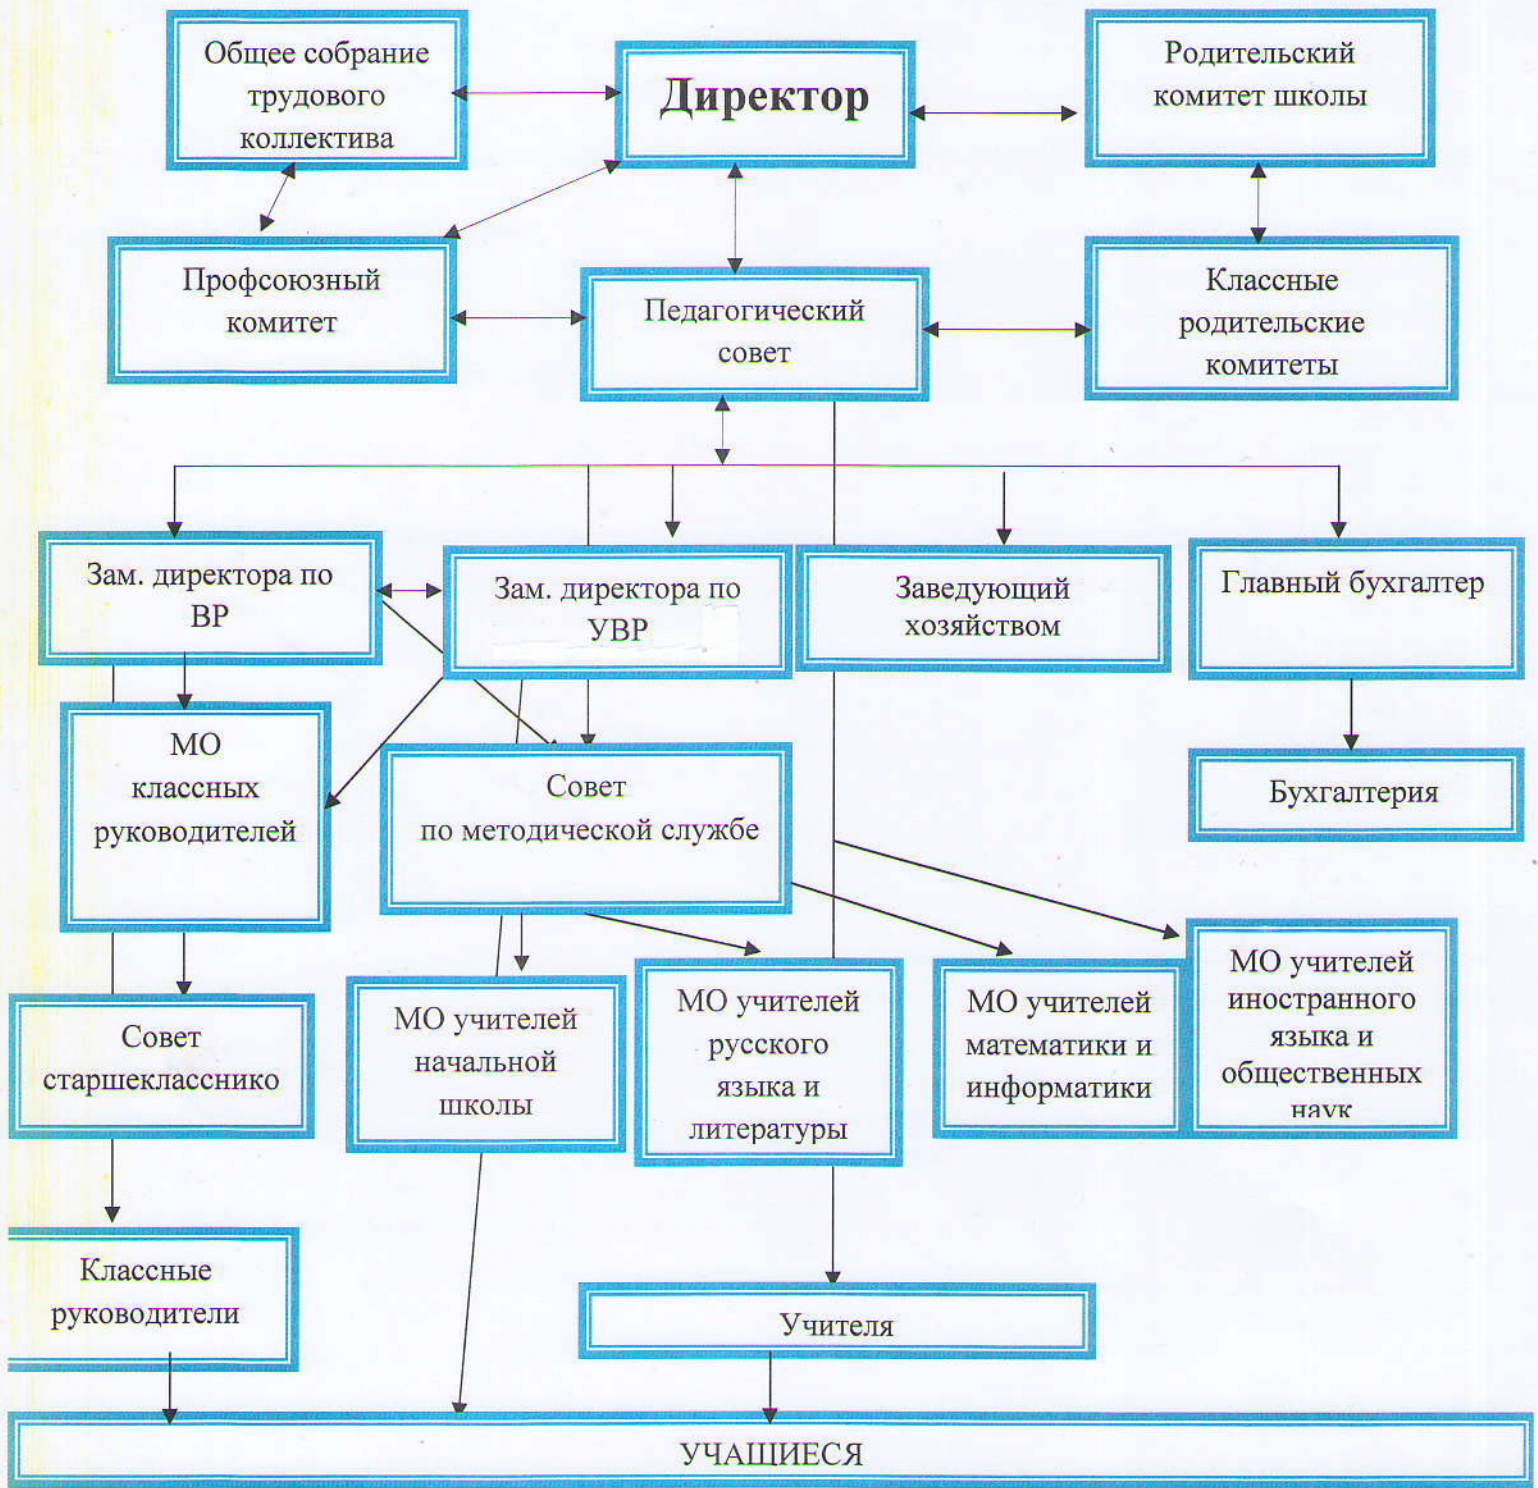 Общее собрание
трудового
коллектива
Директор
Родительский
комитет школы
Профсоюзный
комитет
Педагогический
совет
Классные
родительские
комитеты
Зам. директора по
ВР
Зам. директора по
УВР
Заведующий
хозяйством
Главный бухгалтер
МО
классных
руководителей
Совет
по методической службе
Бухгалтерия
Совет
старшекласснико
МО учителей
начальной
школы
МО учителей
русского
языка и
литературы
МО учителей
математики и
информатики
МО учителей
иностранного
языка и
общественных
наук
Классные
руководители
Учителя
УЧАЩИЕСЯ